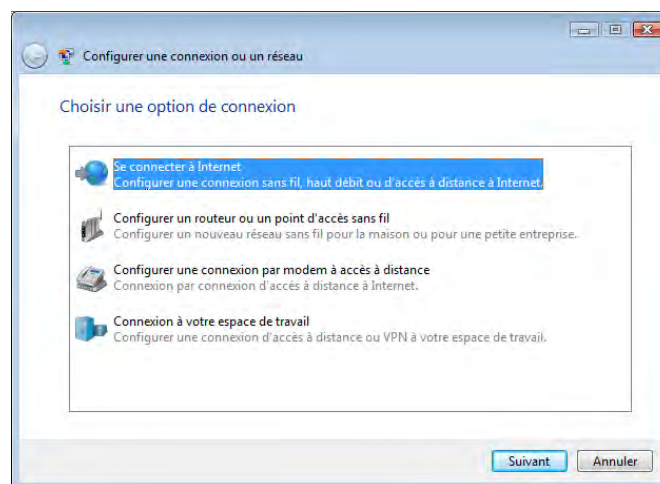 Configurer une connexion ou un réseau
Choisir une option de connexion
Se connecter à Internet
Configurer une connexion sans fil, haut débit ou d'accès à distance à Internet.
Configurer un routeur ou un point d'accès sans fil
Configurer un nouveau réseau sans fil pour la maison ou pour une petite entreprise.
Configurer une connexion par modem à accès à distance
Connexion par connexion d'accès à distance à Internet.
Connexion à votre espace de travail
Configurer une connexion d'accès à distance ou VPN à votre espace de travail.
Suivant Annuler